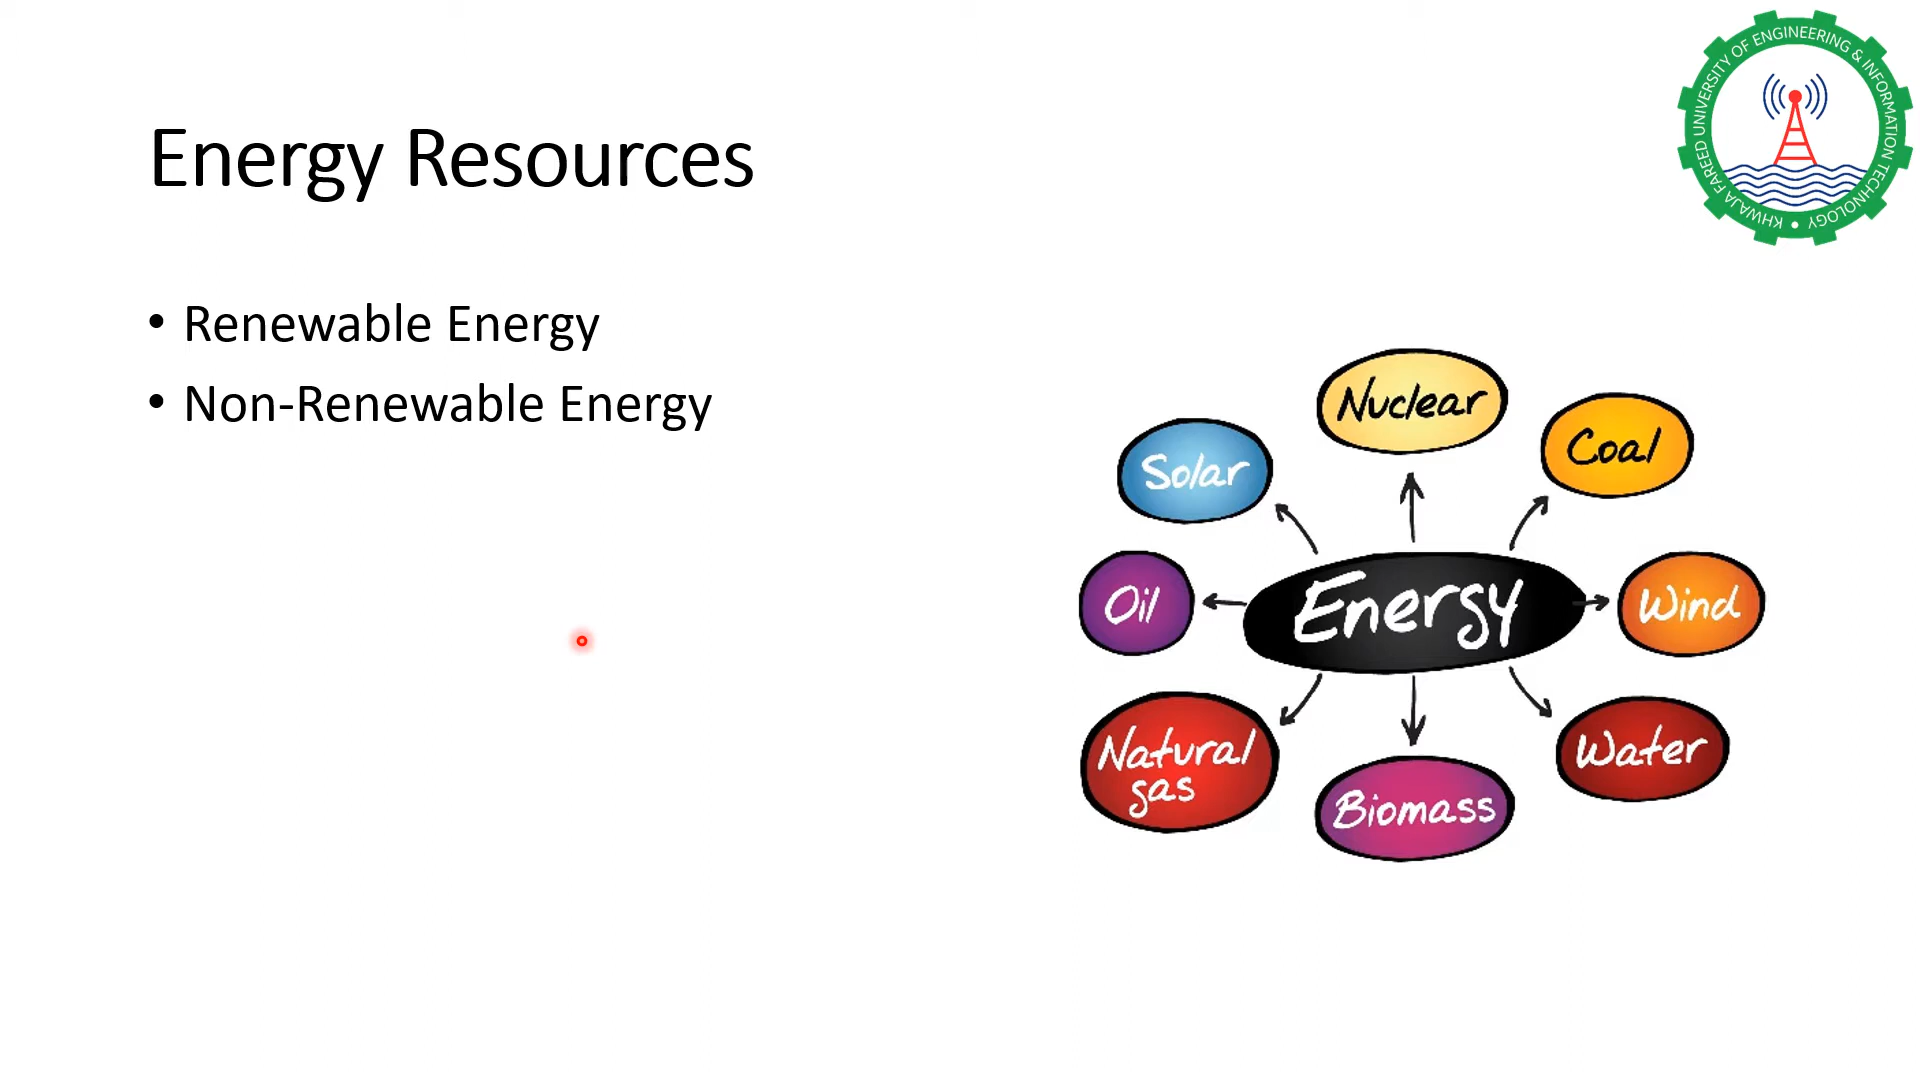 KHWAJA FAREED UNIVERSITY OF ENGINEERING & INFORMATION TECHNOLOGY •
Energy Resources
• Renewable Energy
• Non-Renewable Energy
Nuclear
Coal
Solar
Oil
Energy
Wind
Natural
gas
Water
Biomass